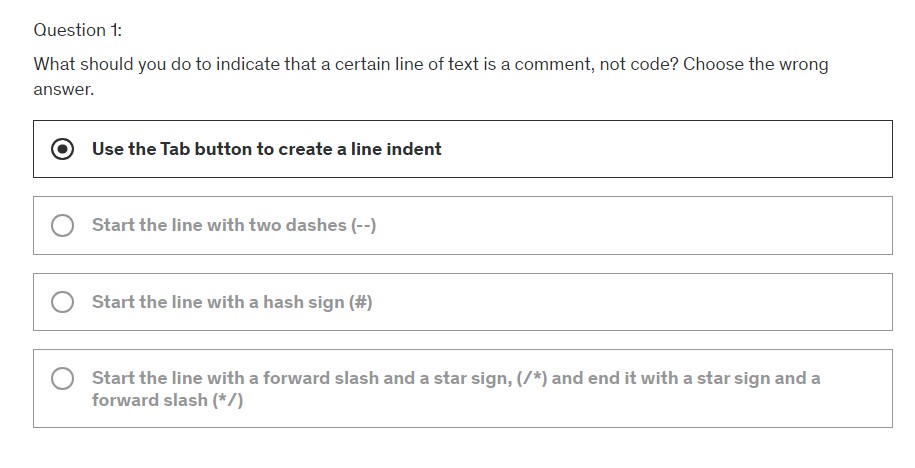 Question 1:
What should you do to indicate that a certain line of text is a comment, not code? Choose the wrong
answer.
Use the Tab button to create a line indent
Start the line with two dashes (--)
Start the line with a hash sign (#)
Start the line with a forward slash and a star sign, (/*) and end it with a star sign and a
forward slash (*/)